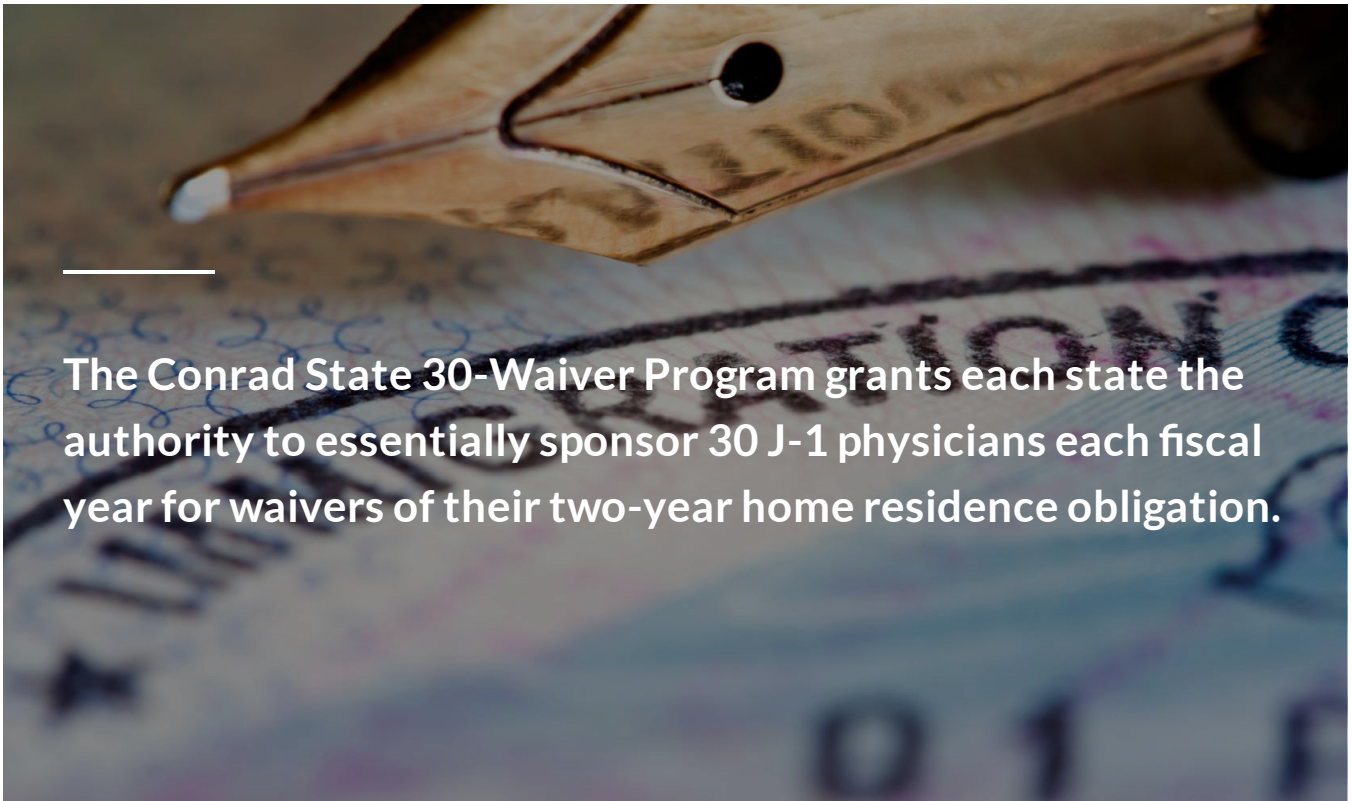 The Conrad State 30-Waiver Program grants each state the
authority to essentially sponsor 30 J-1 physicians each fiscal
year for waivers of their two-year home residence obligation.
IMMIGRATION